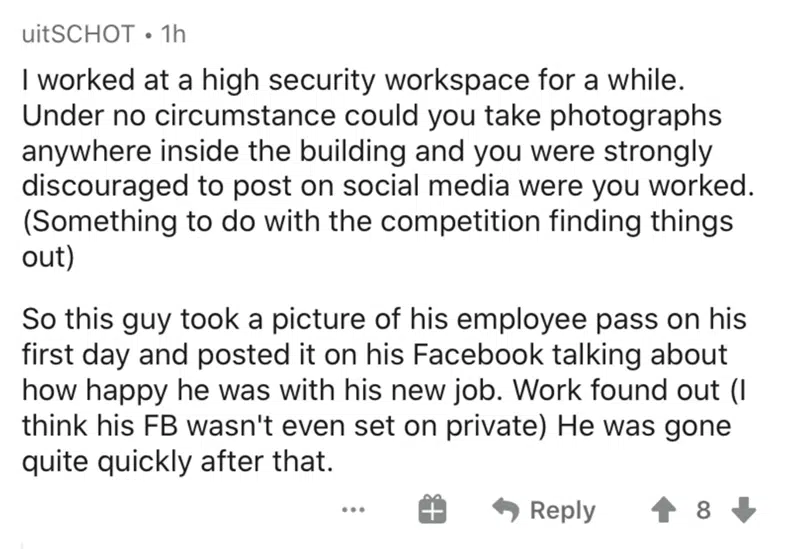 uitSCHOT • 1h
I worked at a high security workspace for a while.
Under no circumstance could you take photographs
anywhere inside the building and you were strongly
discouraged to post on social media were you worked.
(Something to do with the competition finding things
out)
So this guy took a picture of his employee pass on his
first day and posted it on his Facebook talking about
how happy he was with his new job. Work found out (I
think his FB wasn't even set on private) He was gone
quite quickly after that.
... Reply 8